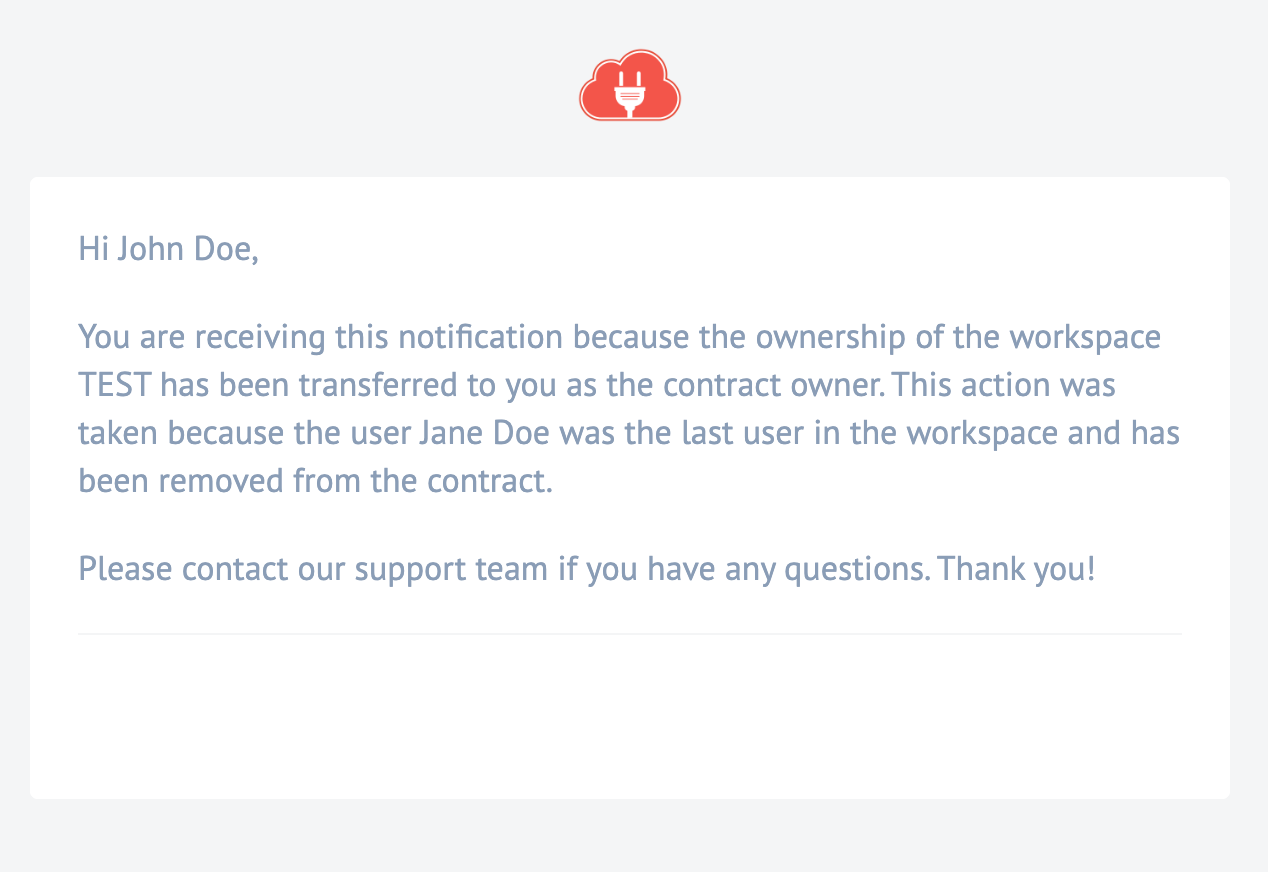 Hi John Doe,
You are receiving this notification because the ownership of the workspace
TEST has been transferred to you as the contract owner. This action was
taken because the user Jane Doe was the last user in the workspace and has
been removed from the contract.
Please contact our support team if you have any questions. Thank you!